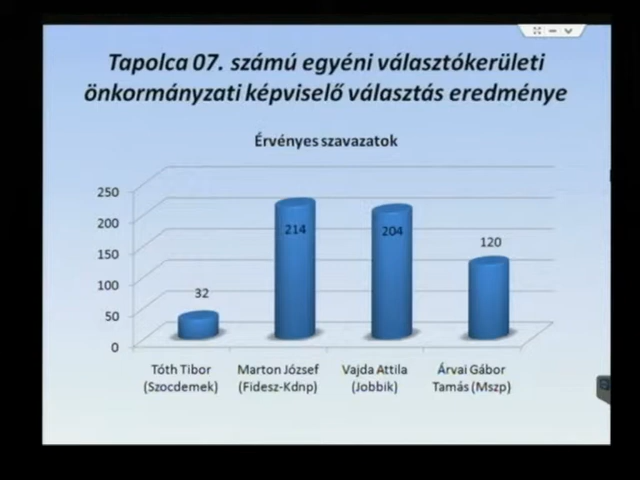 Tapolca 07. számú egyéni választókerületi
önkormányzati képviselő választás eredménye
Érvényes szavazatok
250
200
150
100
50
0
32
214
204
120
Tóth Tibor
(Szocdemek)
Marton József
(Fidesz-Kdnp)
Vajda Attila
(Jobbik)
Árvai Gábor
Tamás (Mszp)